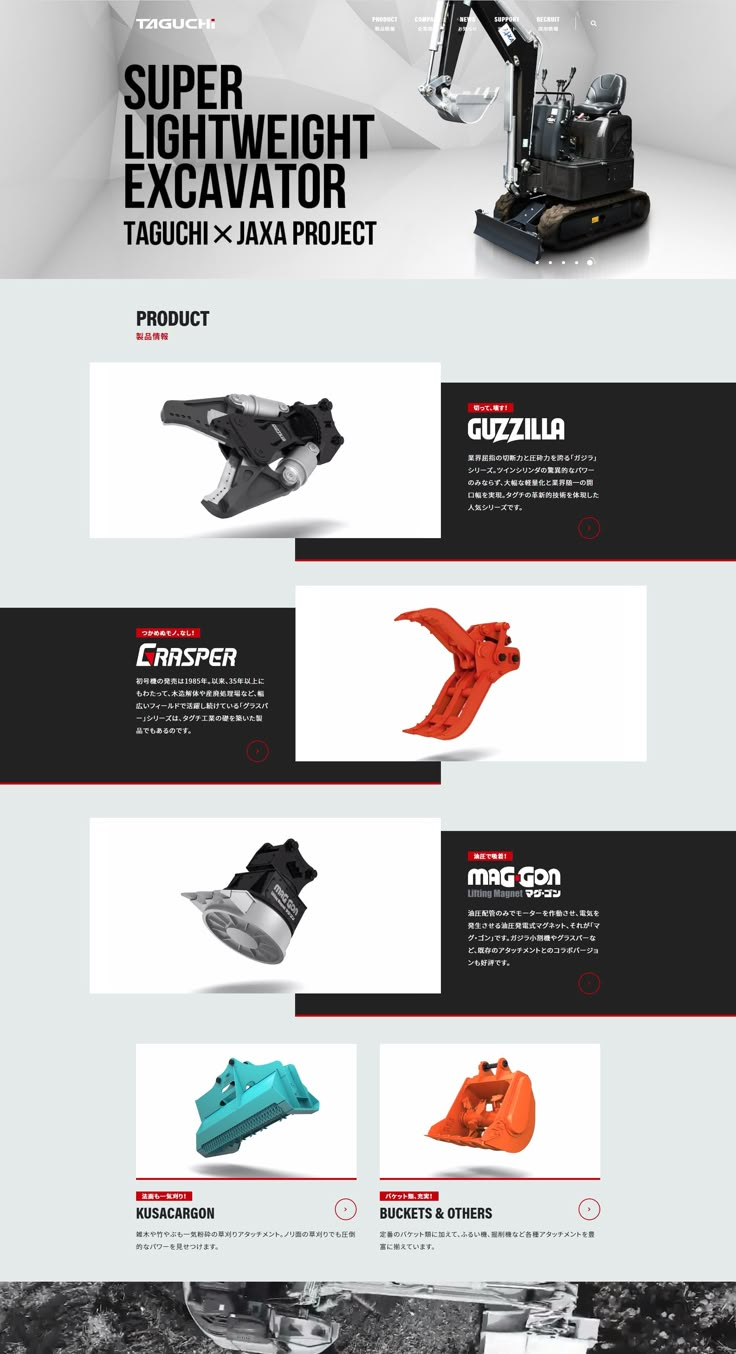 TAGUCHI
PRODUCT
製品情報
NEWS
SUPPORT
RECRUIT
採用情報
SUPER
LIGHTWEIGHT
EXCAVATOR
TAGUCHI × JAXA PROJECT
PRODUCT
製品情報
切って、噛す!
GUZZILLA
業界屈指の切断力と圧砕力を誇る「ガジラ」
シリーズ。ツインシリンダの驚異的なパワー
のみならず、大幅な軽量化と業界随一の開
口幅を実現。タグチの革新的技術を体現した
人気シリーズです。
つかめぬモノ、なし!
GRASPER
初号機の発売は1985年。以来、35年以上に
もわたって、木造解体や産廃処理場など、幅
広いフィールドで活躍し続けている「グラスパ
ー」シリーズは、タグチ工業の礎を築いた製
品でもあるのです。
MAGGON
油圧で吸着!
MAG・GON
Lifting Magnet マグ・ゴン
油圧配管のみでモーターを作動させ、電気を
発生させる油圧発電式マグネット、それが「マ
グ・ゴン」です。ガジラ小割機やグラスパーな
ど、既存のアタッチメントとのコラボバージョ
ンも好評です。
法面も一気刈り!
KUSACARGON
雑木や竹やぶも一気粉砕の草刈りアタッチメント。ノリ面の草刈りでも圧倒
的なパワーを見せつけます。
バケット類、充実!
BUCKETS & OTHERS
定番のバケット類に加えて、ふるい機、掘削機など各種アタッチメントを豊
富に揃えています。